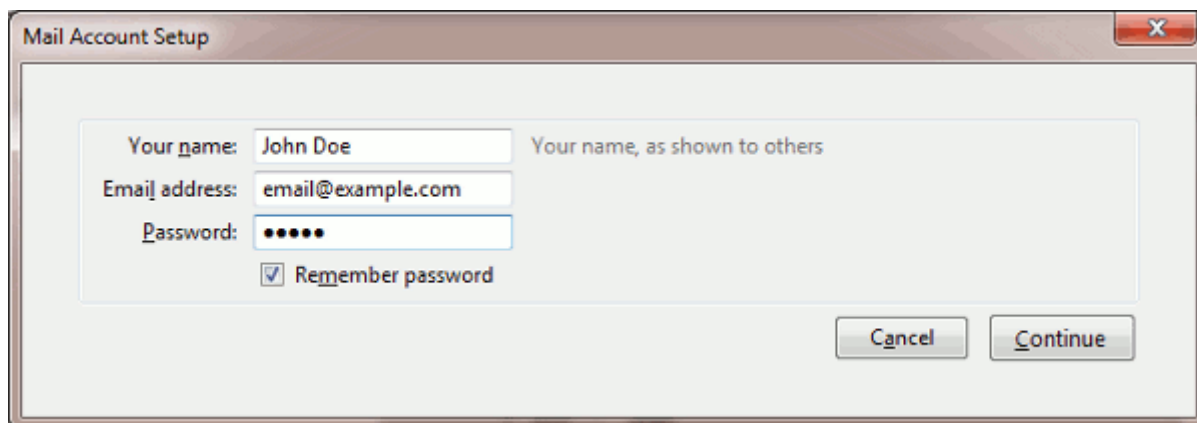 Mail Account Setup
Your name: John Doe Your name, as shown to others
Email address: email@example.com
Password: •••••
Remember password
Cancel Continue